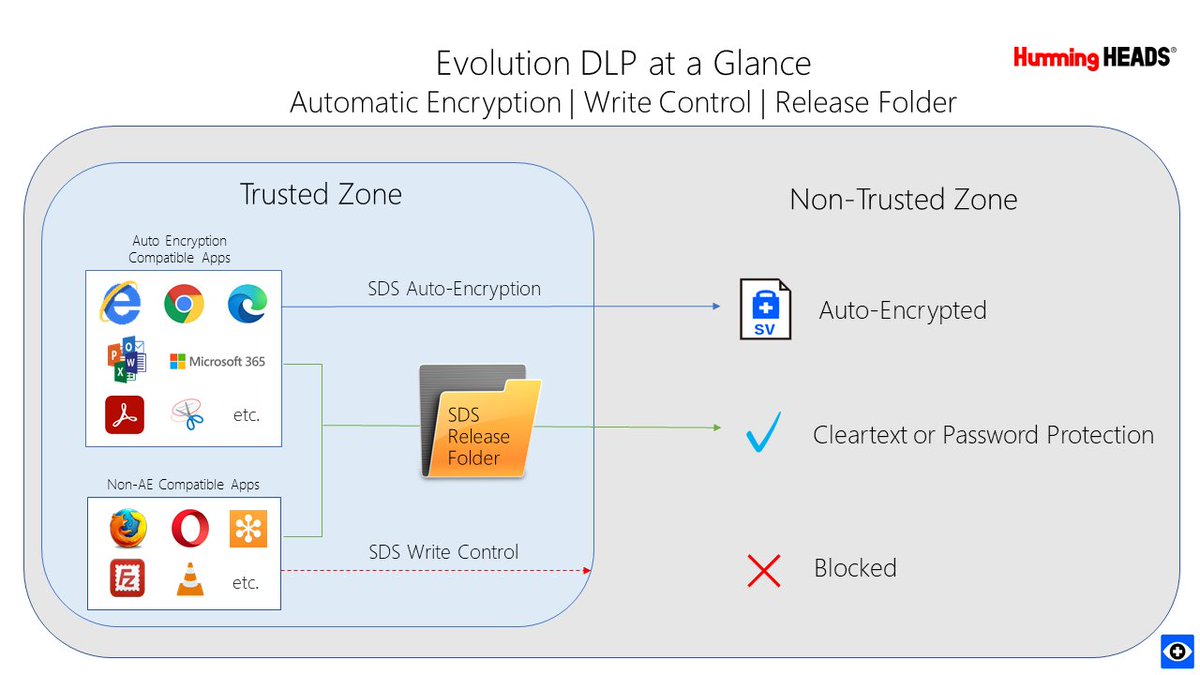 Evolution DLP at a Glance
Humming HEADS®
Automatic Encryption | Write Control | Release Folder
Trusted Zone
Non-Trusted Zone
Auto Encryption
Compatible Apps
SDS Auto-Encryption
SV
Auto-Encrypted
P O W X
Microsoft 365
etc.
SDS
Release
Folder
Cleartext or Password Protection
Non-AE Compatible Apps
Fz
etc.
SDS Write Control
Blocked